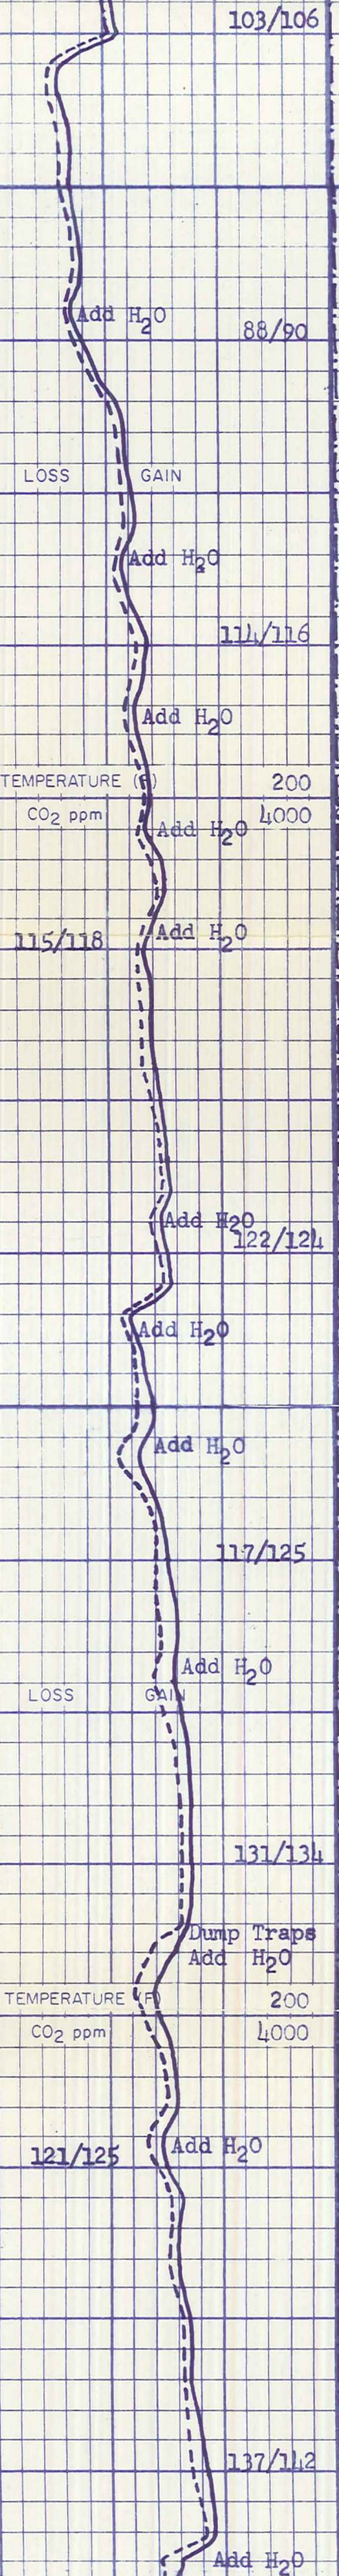 103/106
Add H2O
88/90
LOSS GAIN
Add H2O
114/116
Add H2O
TEMPERATURE (F) 200
CO2 ppm 4000
Add H2O
Add H2O
115/118
Add H2O
122/124
Add H2O
Add H2O
117/125
Add H2O
LOSS GAIN
131/134
Dump Traps
Add H2O
TEMPERATURE (F) 200
CO2 ppm 4000
Add H2O
121/125
137/142
Add H2O